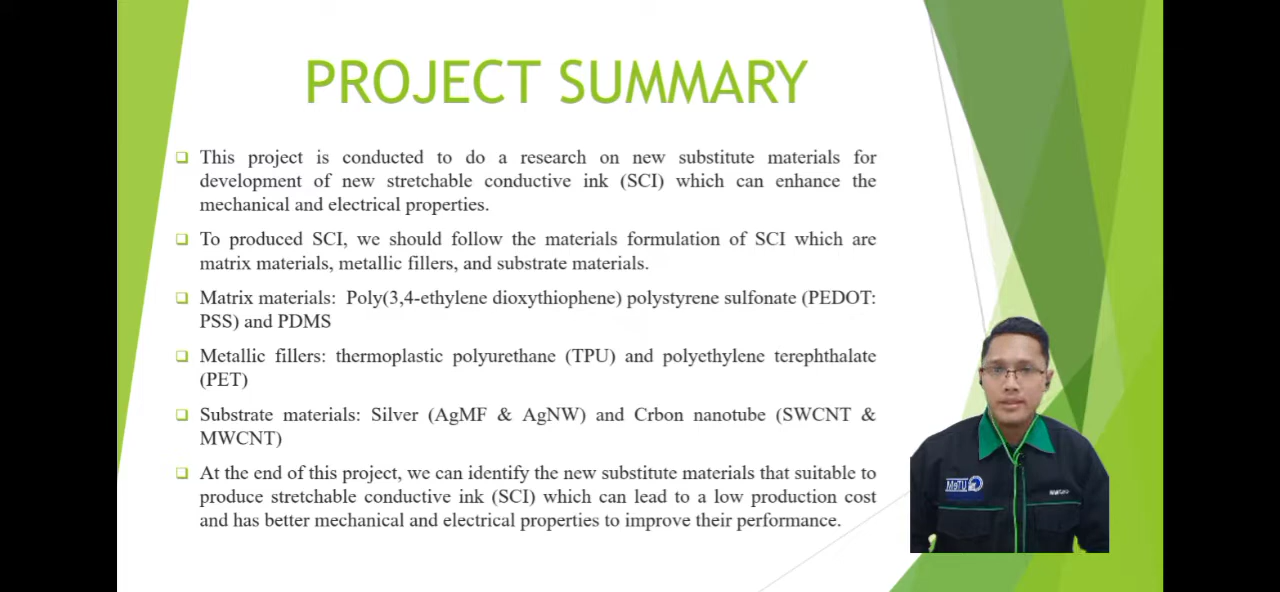 PROJECT SUMMARY
This project is conducted to do a research on new substitute materials for
development of new stretchable conductive ink (SCI) which can enhance the
mechanical and electrical properties.
To produced SCI, we should follow the materials formulation of SCI which are
matrix materials, metallic fillers, and substrate materials.
Matrix materials: Poly(3,4-ethylene dioxythiophene) polystyrene sulfonate (PEDOT:
PSS) and PDMS
Metallic fillers: thermoplastic polyurethane (TPU) and polyethylene terephthalate
(PET)
Substrate materials: Silver (AgMF & AgNW) and Crbon nanotube (SWCNT &
MWCNT)
At the end of this project, we can identify the new substitute materials that suitable to
produce stretchable conductive ink (SCI) which can lead to a low production cost
and has better mechanical and electrical properties to improve their performance.
UTeM